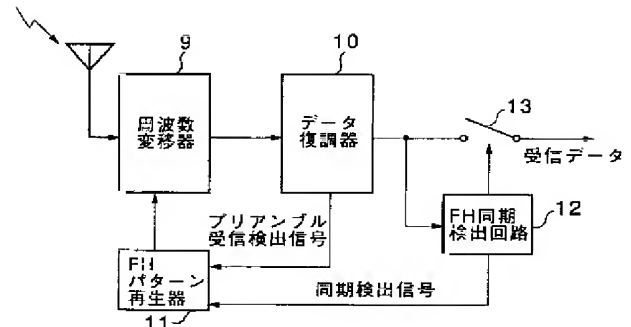 9
周波数
変移器
10
データ
復調器
13
受信データ
プリアンブル
受信検出信号
FH同期
検出回路
12
FH
パターン
再生器
11
同期検出信号